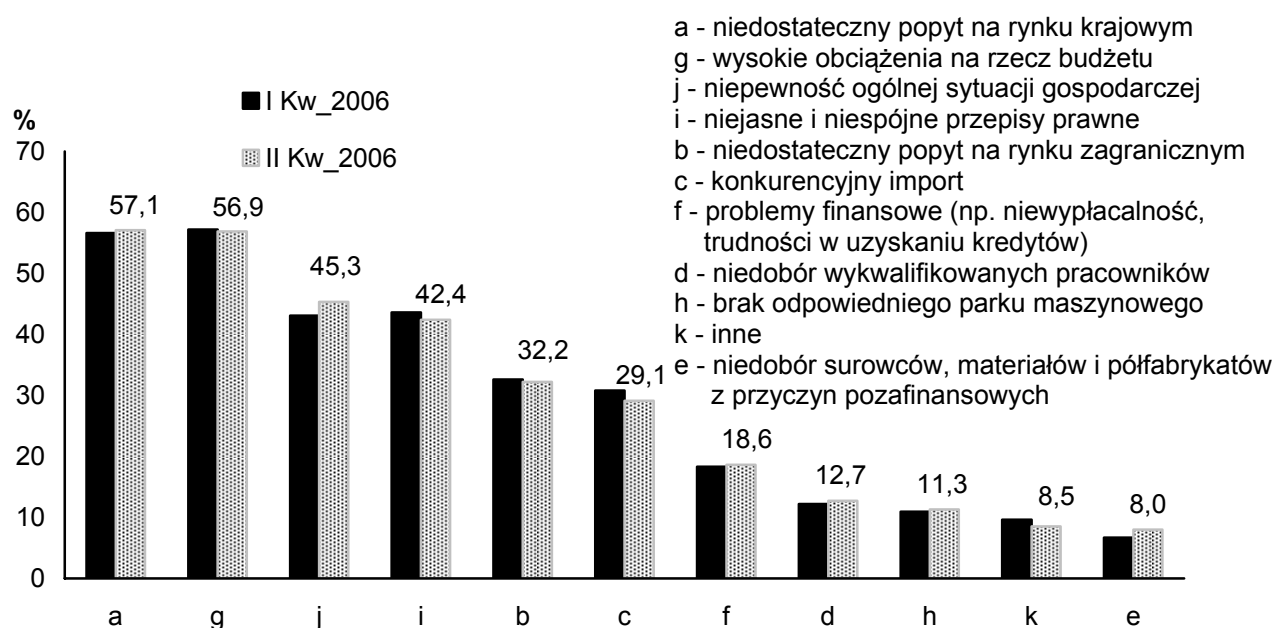 a - niedostateczny popyt na rynku krajowym
g - wysokie obciążenia na rzecz budżetu
j - niepewność ogólnej sytuacji gospodarczej
i - niejasne i niespójne przepisy prawne
b - niedostateczny popyt na rynku zagranicznym
c - konkurencyjny import
f - problemy finansowe (np. niewypłacalność,
trudności w uzyskaniu kredytów)
d - niedobór wykwalifikowanych pracowników
h - brak odpowiedniego parku maszynowego
k - inne
e - niedobór surowców, materiałów i półfabrykatów
z przyczyn pozafinansowych
I Kw_2006
II Kw_2006
%
70
60
50
40
30
20
10
0
57,1
56,9
45,3
42,4
32,2
29,1
18,6
12,7
11,3
8,5
8,0
a g j i b c f d h k e